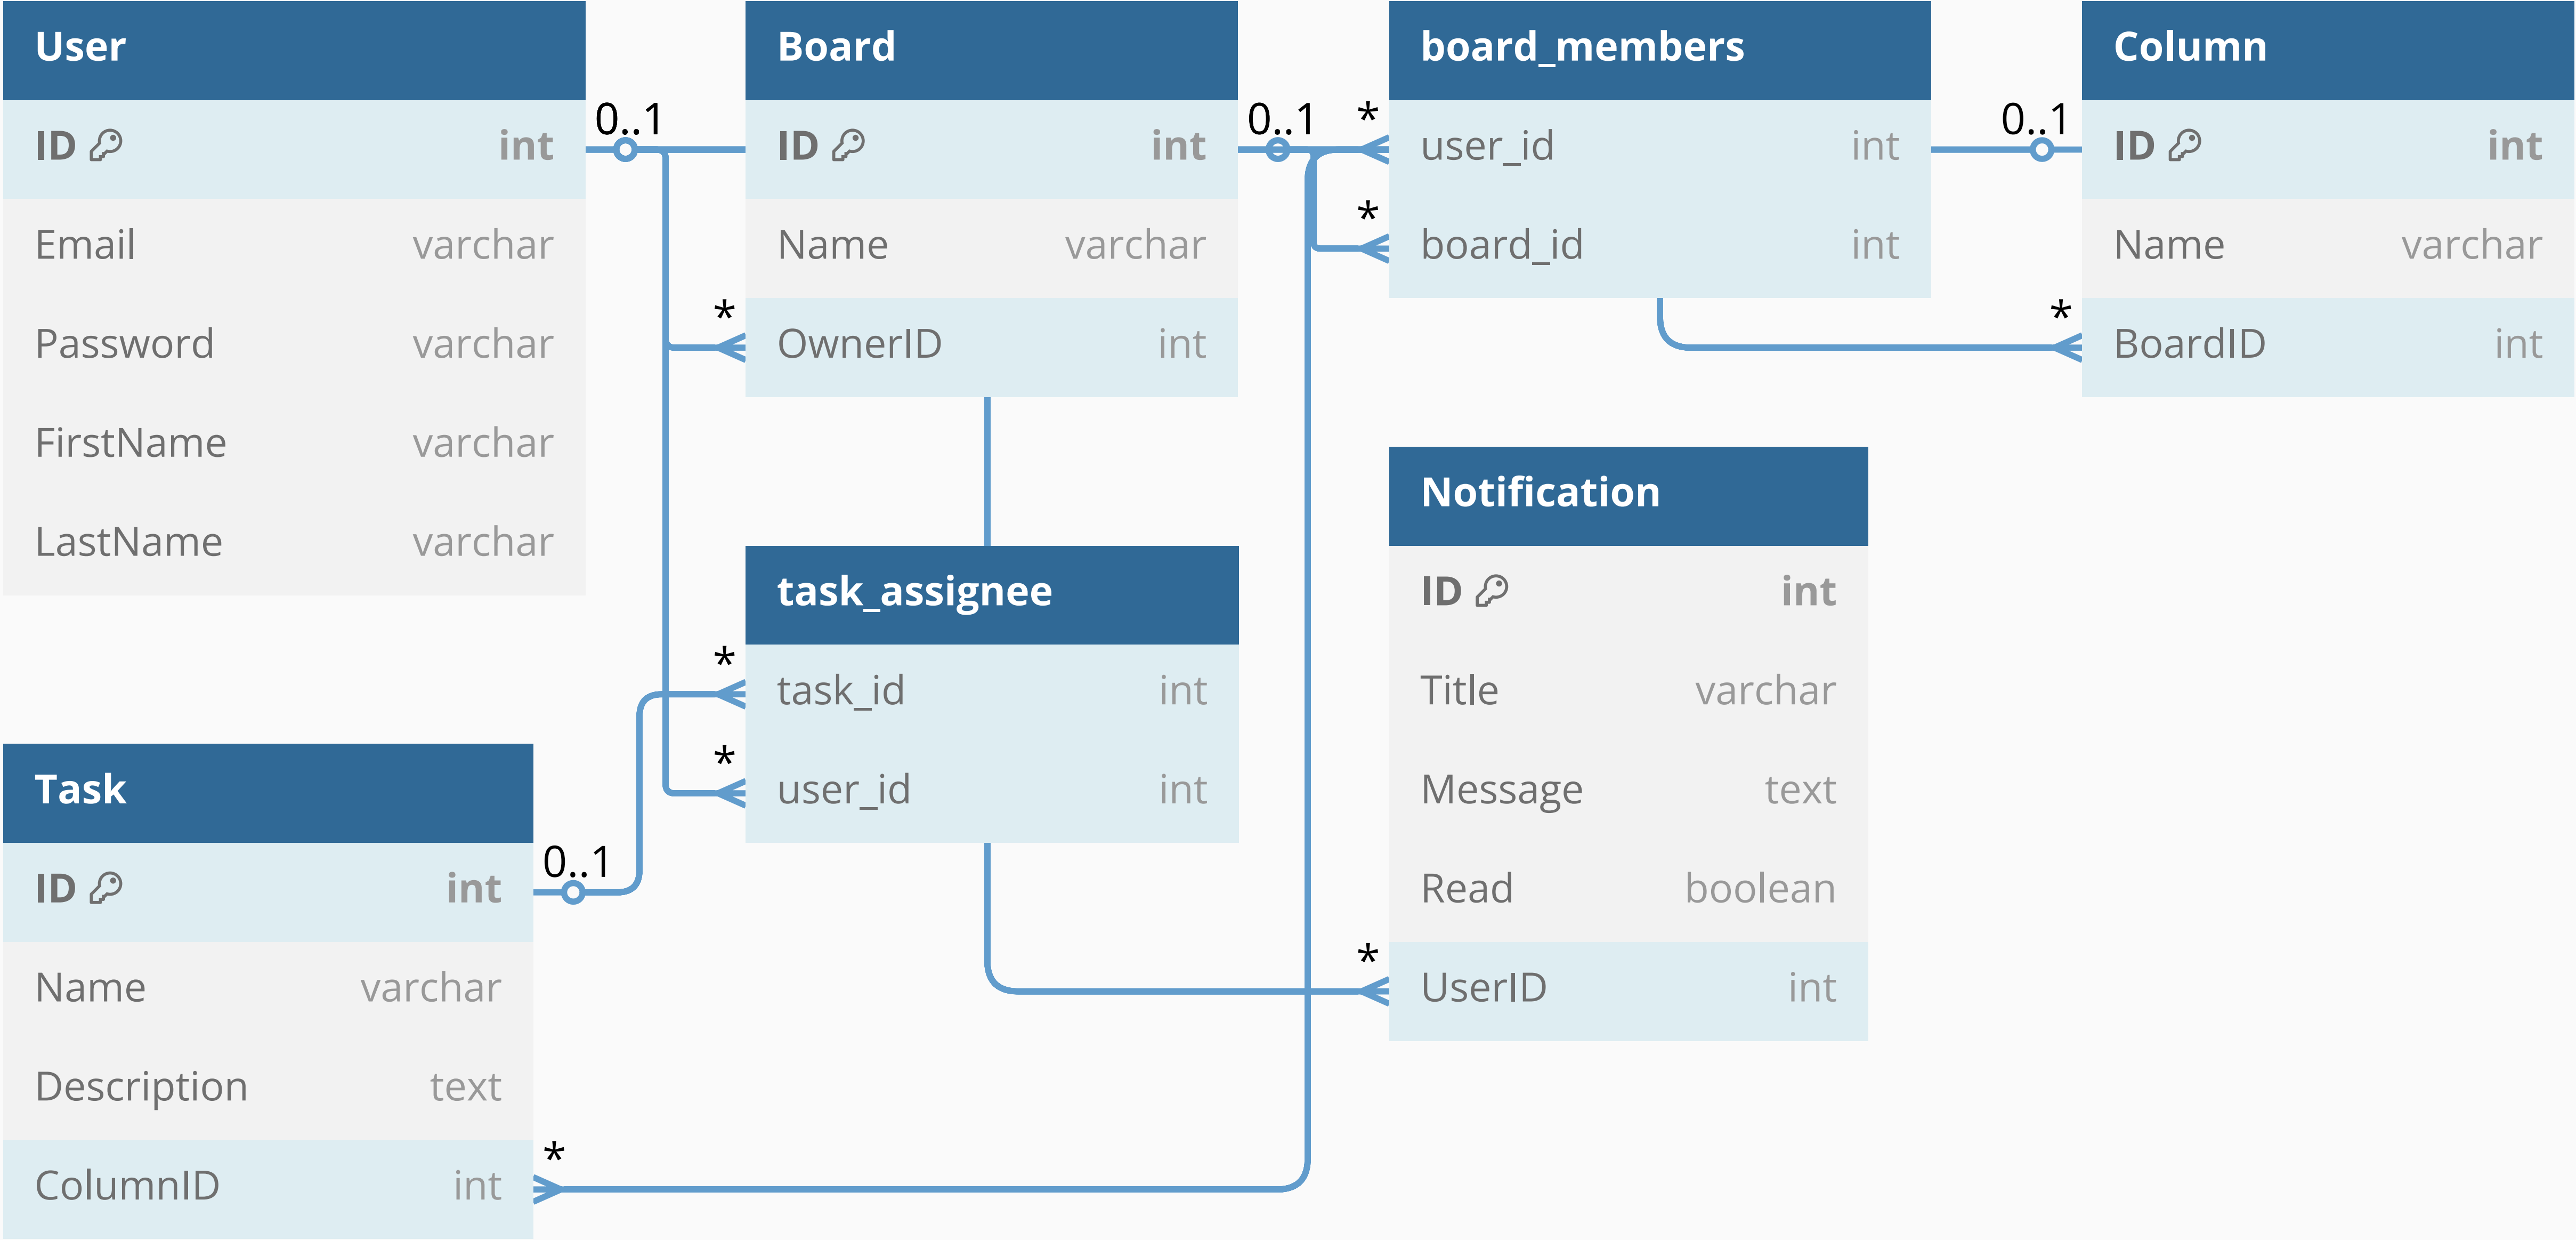 User
ID int
Email varchar
Password varchar
FirstName varchar
LastName varchar
0..1
Board
ID int
Name varchar
* OwnerID int
0..1
board_members
* user_id int
* board_id int
0..1
Column
ID int
Name varchar
* BoardID int
task_assignee
* task_id int
* user_id int
Notification
ID int
Title varchar
Message text
Read boolean
* UserID int
Task
ID int
0..1
Name varchar
Description text
ColumnID int *